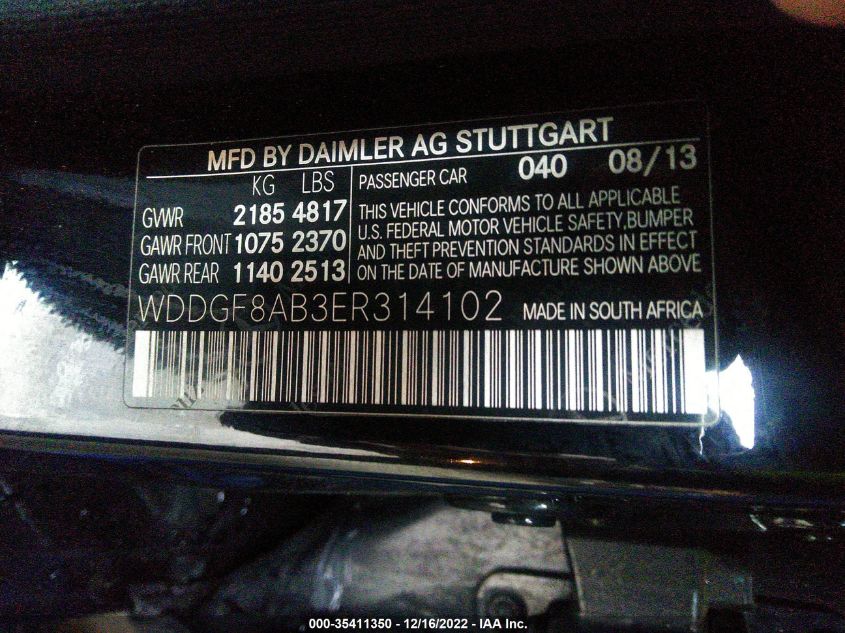 MFD BY DAIMLER AG STUTTGART
KG LBS
GVWR 2185 4817
GAWR FRONT 1075 2370
GAWR REAR 1140 2513
PASSENGER CAR 040 08/13
THIS VEHICLE CONFORMS TO ALL APPLICABLE
U.S. FEDERAL MOTOR VEHICLE SAFETY,BUMPER
AND THEFT PREVENTION STANDARDS IN EFFECT
ON THE DATE OF MANUFACTURE SHOWN ABOVE
WDDGF8AB3ER314102 MADE IN SOUTH AFRICA
000-35411350 - 12/16/2022 - IAA Inc.